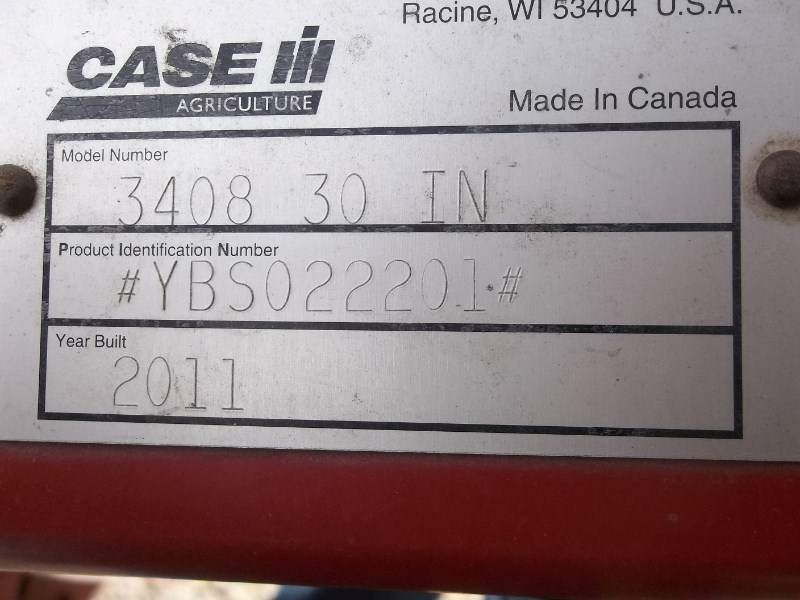 Racine, WI 53404 U.S.A.
CASE IH
AGRICULTURE
Made In Canada
Model Number
3408 30 IN
Product Identification Number
#YBS022201#
Year Built
2011